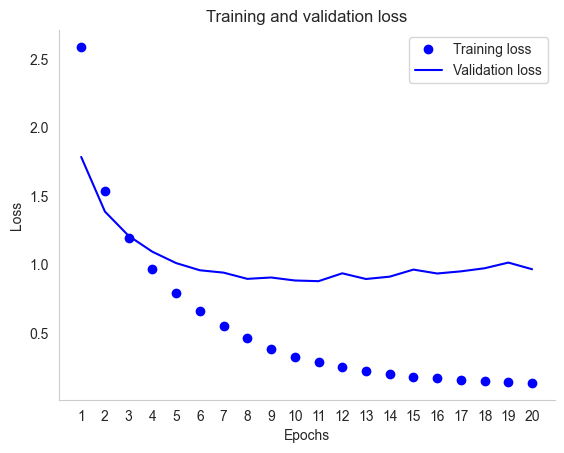 Training and validation loss
Training loss
Validation loss
2.5
2.0
1.5
1.0
0.5
Loss
1 2 3 4 5 6 7 8 9 10 11 12 13 14 15 16 17 18 19 20
Epochs